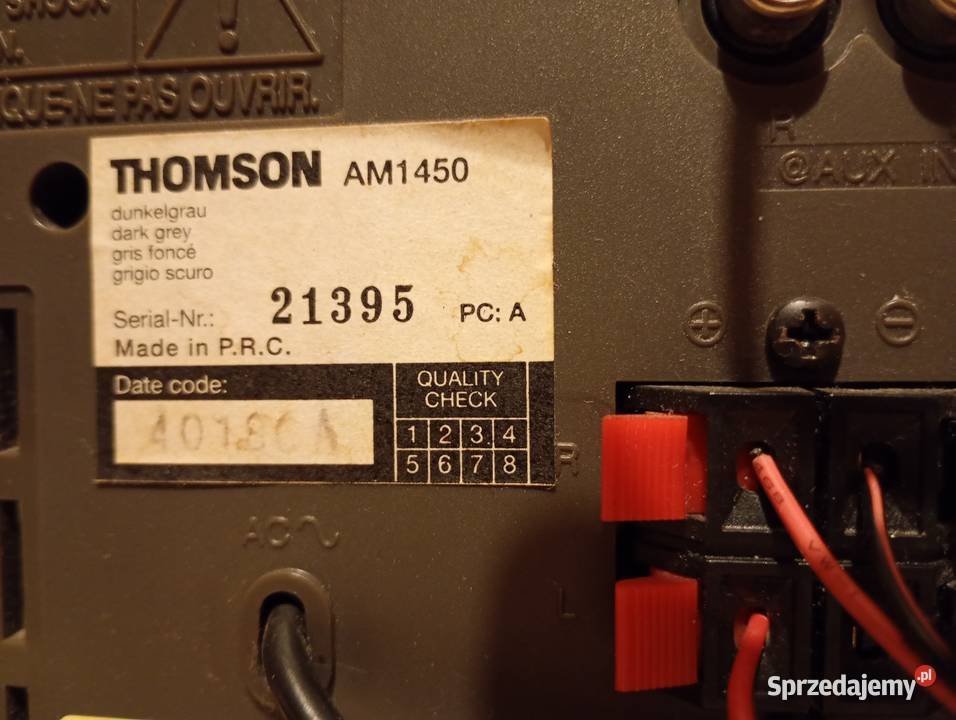 SHOCK
N.
QUE-NE PAS OUVRIR.
THOMSON AM1450
dunkelgrau
dark grey
gris foncé
grigio scuro
Serial-Nr.: 21395 PC: A
Made in P.R.C.
Date code:
QUALITY
CHECK
1 2 3 4
5 6 7 8
R
@AUX IN
R
L
AC
Sprzedajemy.pl